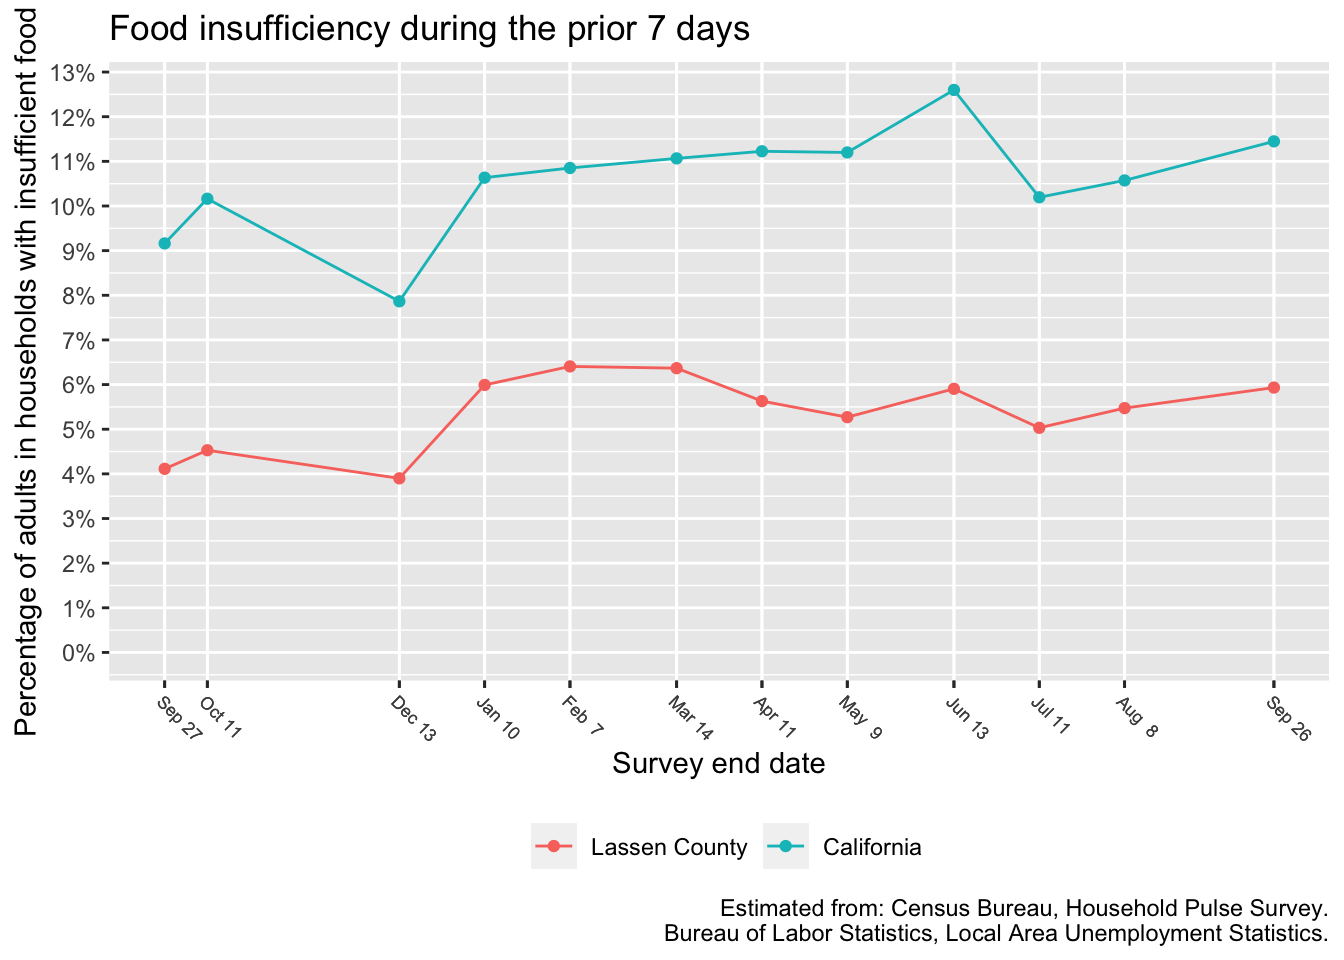 Food insufficiency during the prior 7 days
Percentage of adults in households with insufficient food
13%
12%
11%
10%
9%
8%
7%
6%
5%
4%
3%
2%
1%
0%
Sep 27
Oct 11
Dec 13
Jan 10
Feb 7
Mar 14
Apr 11
May 9
Jun 13
Jul 11
Aug 8
Sep 26
Survey end date
Lassen County
California
Estimated from: Census Bureau, Household Pulse Survey.
Bureau of Labor Statistics, Local Area Unemployment Statistics.